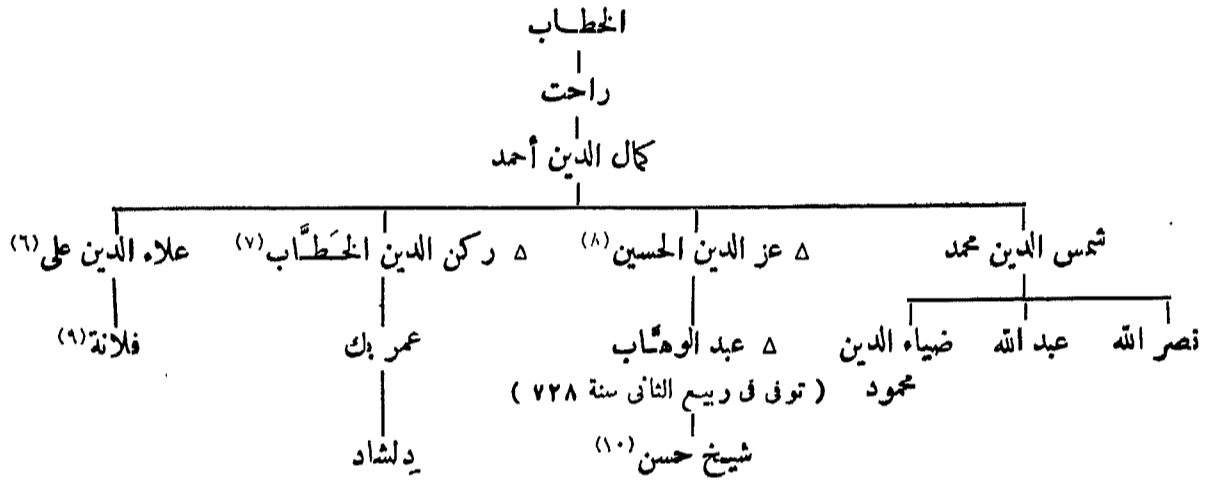 الخطاب
راحت
كمال الدين أحمد
شمس الدين محمد △ عز الدين الحسين (٨) △ ركن الدين الخَطَّاب (٧) علاء الدين على (٦)
نصر الله عبد الله ضياء الدين △ عبد الوهَّاب عمر بك فلانة (٩)
محمود ( توفى فى ربيع الثانى سنة ٧٢٨ )
شيخ حسن (١٠) دِلشاد